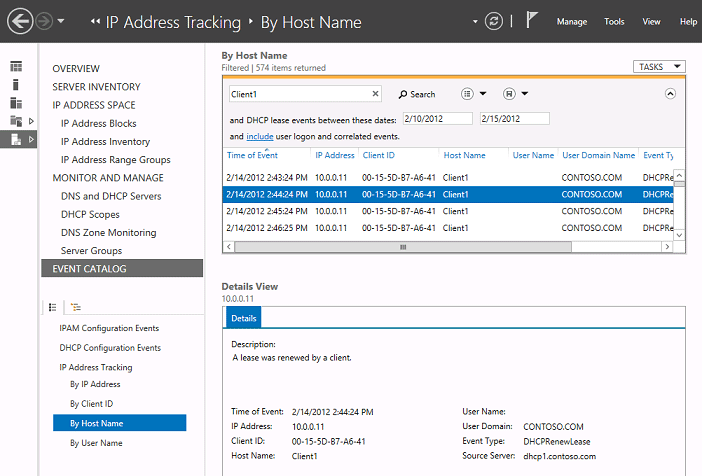 IP Address Tracking • By Host Name
Manage Tools View Help
OVERVIEW
SERVER INVENTORY
IP ADDRESS SPACE
IP Address Blocks
IP Address Inventory
IP Address Range Groups
MONITOR AND MANAGE
DNS and DHCP Servers
DHCP Scopes
DNS Zone Monitoring
Server Groups
EVENT CATALOG
IPAM Configuration Events
DHCP Configuration Events
IP Address Tracking
By IP Address
By Client ID
By Host Name
By User Name
By Host Name
Filtered | 574 items returned
TASKS
Client1 Search
and DHCP lease events between these dates: 2/10/2012 2/15/2012
and include user logon and correlated events.
Time of Event IP Address Client ID Host Name User Name User Domain Name Event Ty
2/14/2012 2:43:24 PM 10.0.0.11 00-15-5D-B7-A6-41 Client1 CONTOSO.COM DHCPRe
2/14/2012 2:44:24 PM 10.0.0.11 00-15-5D-B7-A6-41 Client1 CONTOSO.COM DHCPRe
2/14/2012 2:45:24 PM 10.0.0.11 00-15-5D-B7-A6-41 Client1 CONTOSO.COM DHCPRe
2/14/2012 2:46:25 PM 10.0.0.11 00-15-5D-B7-A6-41 Client1 CONTOSO.COM DHCPRe
Details View
10.0.0.11
Details
Description:
A lease was renewed by a client.
Time of Event: 2/14/2012 2:44:24 PM User Name:
IP Address: 10.0.0.11 User Domain: CONTOSO.COM
Client ID: 00-15-5D-B7-A6-41 Event Type: DHCPRenewLease
Host Name: Client1 Source Server: dhcp1.contoso.com